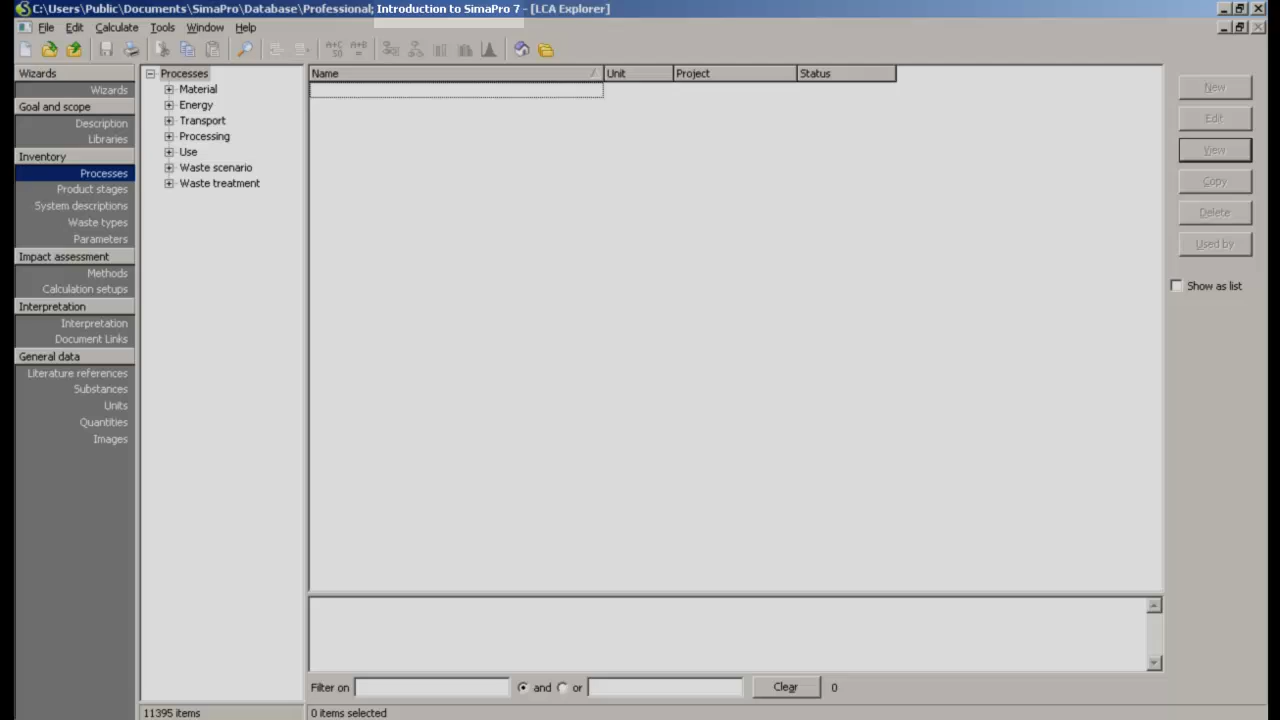 C:\Users\Public\Documents\SimaPro\Database\Professional; Introduction to SimaPro 7 - [LCA Explorer]
File Edit Calculate Tools Window Help
A+C 50 A+B =
Wizards
Wizards
Goal and scope
Description
Libraries
Inventory
Processes
Product stages
System descriptions
Waste types
Parameters
Impact assessment
Methods
Calculation setups
Interpretation
Interpretation
Document Links
General data
Literature references
Substances
Units
Quantities
Images
Processes
Material
Energy
Transport
Processing
Use
Waste scenario
Waste treatment
Name Unit Project Status
New
Edit
View
Copy
Delete
Used by
Show as list
Filter on and or Clear 0
11395 items 0 items selected